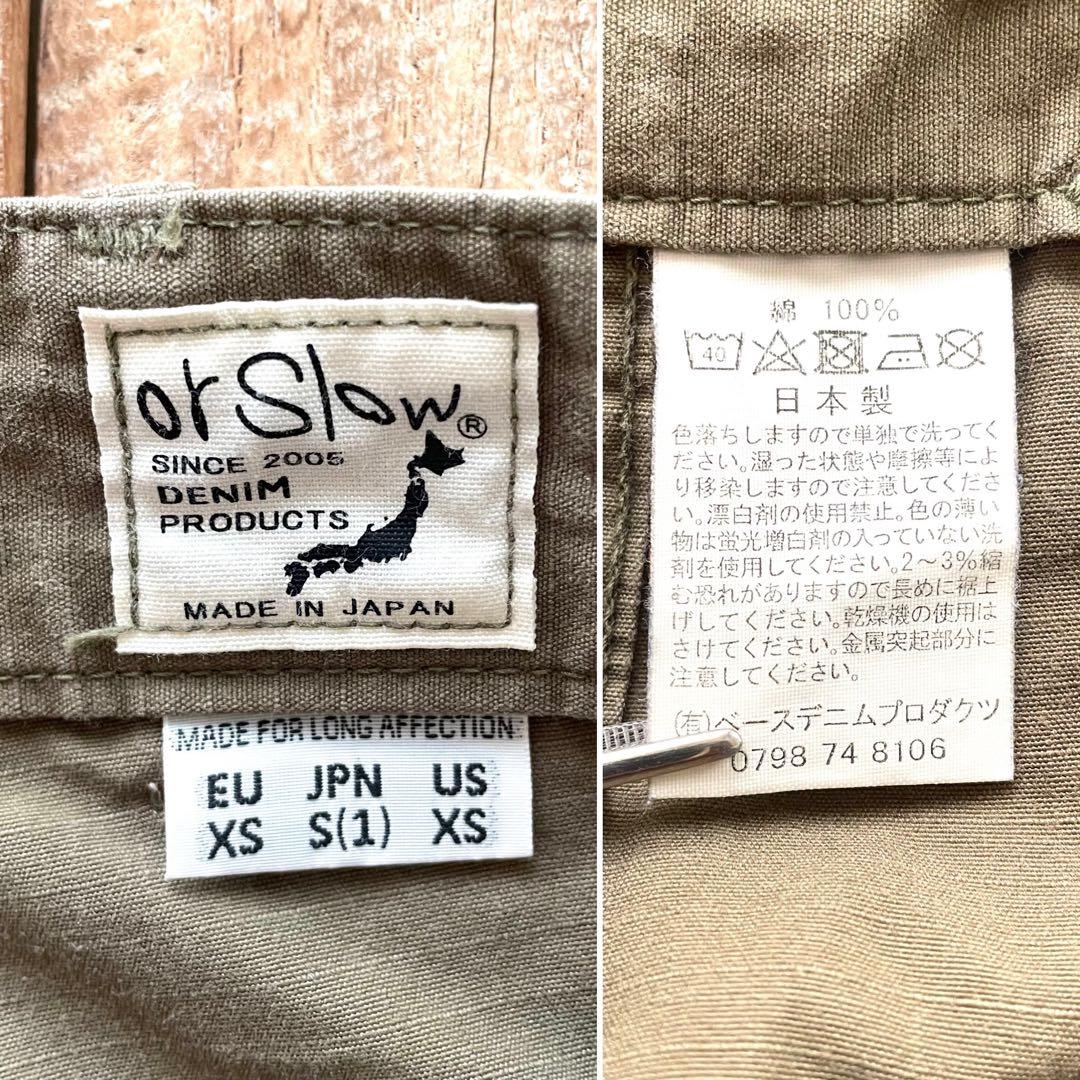 orSlow®
SINCE 2005
DENIM
PRODUCTS
MADE IN JAPAN
MADE FOR LONG AFFECTION
EU JPN US
XS S(1) XS
綿 100%
40
日本製
色落ちしますので単独で洗ってく
ださい。湿った状態や摩擦等によ
り移染しますので注意してくださ
い。漂白剤の使用禁止。色の薄い
物は蛍光増白剤の入っていない洗
剤を使用してください。2～3%縮
む恐れがありますので長めに裾上
げしてください。乾燥機の使用は
さけてください。金属突起部分に
注意してください。
(有)ベースデニムプロダクツ
0798 74 8106